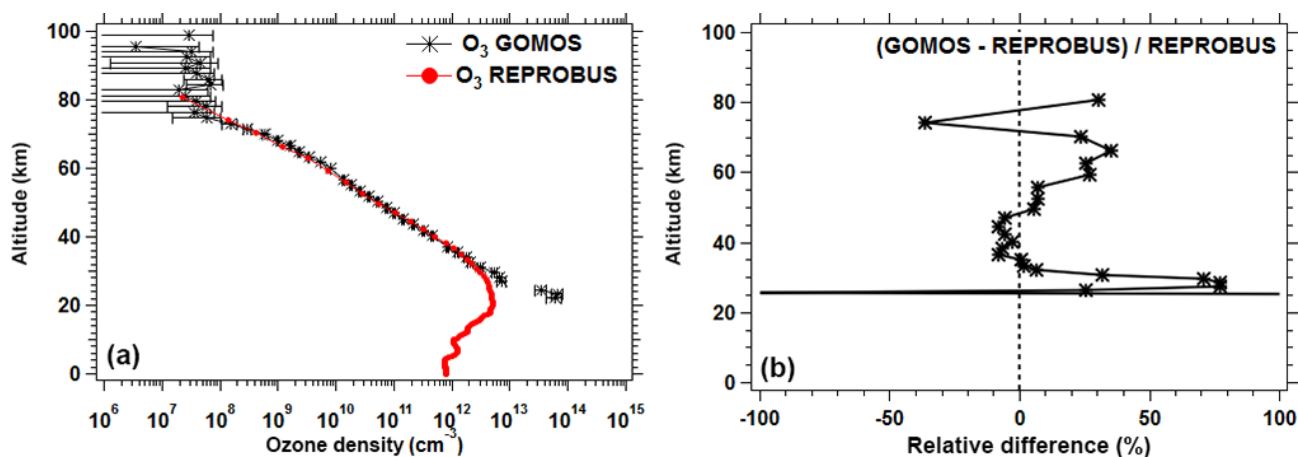 100
80
60
40
20
0
Altitude (km)
O3 GOMOS
O3 REPROBUS
(a)
10^6 10^7 10^8 10^9 10^10 10^11 10^12 10^13 10^14 10^15
Ozone density (cm^-3)
(GOMOS - REPROBUS) / REPROBUS
100
80
60
40
20
0
Altitude (km)
(b)
-100 -50 0 50 100
Relative difference (%)